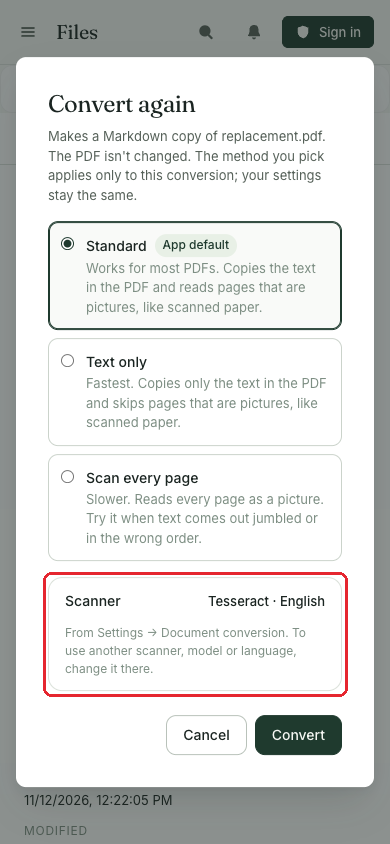 Files
Sign in
Convert again
Makes a Markdown copy of replacement.pdf.
The PDF isn't changed. The method you pick
applies only to this conversion; your settings
stay the same.
Standard App default
Works for most PDFs. Copies the text
in the PDF and reads pages that are
pictures, like scanned paper.
Text only
Fastest. Copies only the text in the PDF
and skips pages that are pictures, like
scanned paper.
Scan every page
Slower. Reads every page as a picture.
Try it when text comes out jumbled or
in the wrong order.
Scanner Tesseract · English
From Settings → Document conversion. To
use another scanner, model or language,
change it there.
Cancel Convert
11/12/2026, 12:22:05 PM
MODIFIED